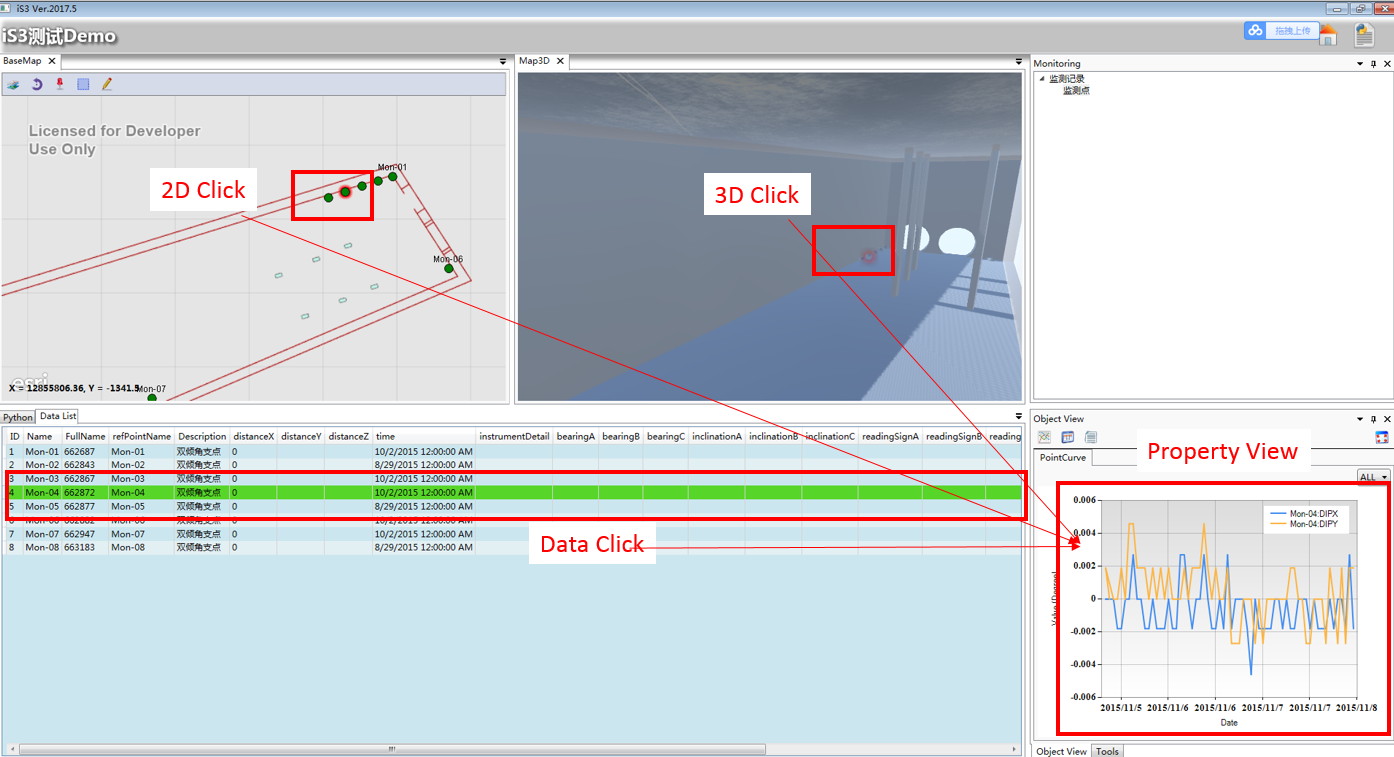 iS3 Ver.2017.5
iS3测试Demo
拖拽上传
BaseMap
Map3D
Monitoring
监测记录
监测点
Licensed for Developer
Use Only
Mon-01
2D Click
3D Click
Mon-06
esri
X = 12855806.36, Y = -1341.5
Mon-07
Python Data List
Object View
ID Name FullName refPointName Description distanceX distanceY distanceZ time instrumentDetail bearingA bearingB bearingC inclinationA inclinationB inclinationC readingSignA readingSignB reading
1 Mon-01 662687 Mon-01 双倾角支点 0 10/2/2015 12:00:00 AM
2 Mon-02 662843 Mon-02 双倾角支点 0 8/29/2015 12:00:00 AM
3 Mon-03 662867 Mon-03 双倾角支点 0 10/2/2015 12:00:00 AM
4 Mon-04 662872 Mon-04 双倾角支点 0 10/2/2015 12:00:00 AM
5 Mon-05 662877 Mon-05 双倾角支点 0 8/29/2015 12:00:00 AM
6 Mon-06 662882 Mon-06 双倾角支点 0 10/2/2015 12:00:00 AM
7 Mon-07 662947 Mon-07 双倾角支点 0 10/2/2015 12:00:00 AM
8 Mon-08 663183 Mon-08 双倾角支点 0 8/29/2015 12:00:00 AM
Data Click
PointCurve
Property View
ALL
Mon-04:DIPX
Mon-04:DIPY
0.006
0.004
0.002
0
-0.002
-0.004
-0.006
Value (Degree)
2015/11/5 2015/11/6 2015/11/6 2015/11/7 2015/11/7 2015/11/8
Date
Object View Tools